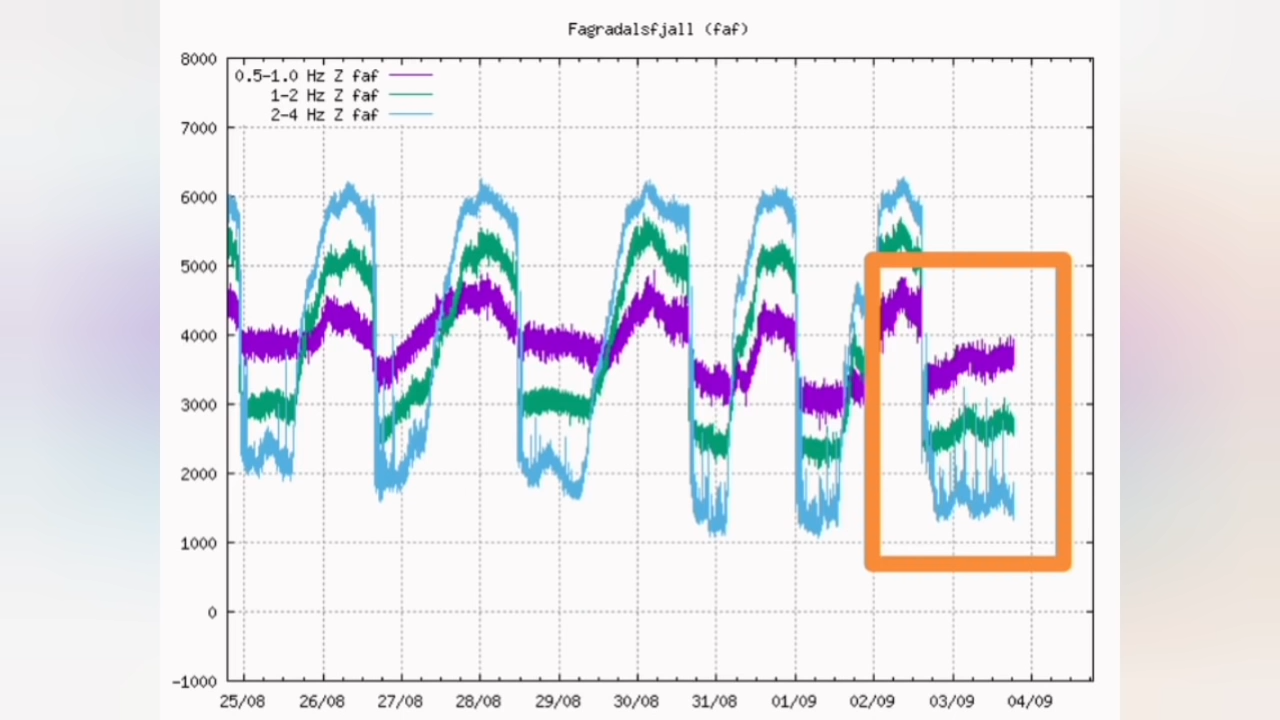 Fagradalsfjall (faf)
8000
0.5-1.0 Hz Z faf
1-2 Hz Z faf
2-4 Hz Z faf
7000
6000
5000
4000
3000
2000
1000
0
-1000
25/08 26/08 27/08 28/08 29/08 30/08 31/08 01/09 02/09 03/09 04/09